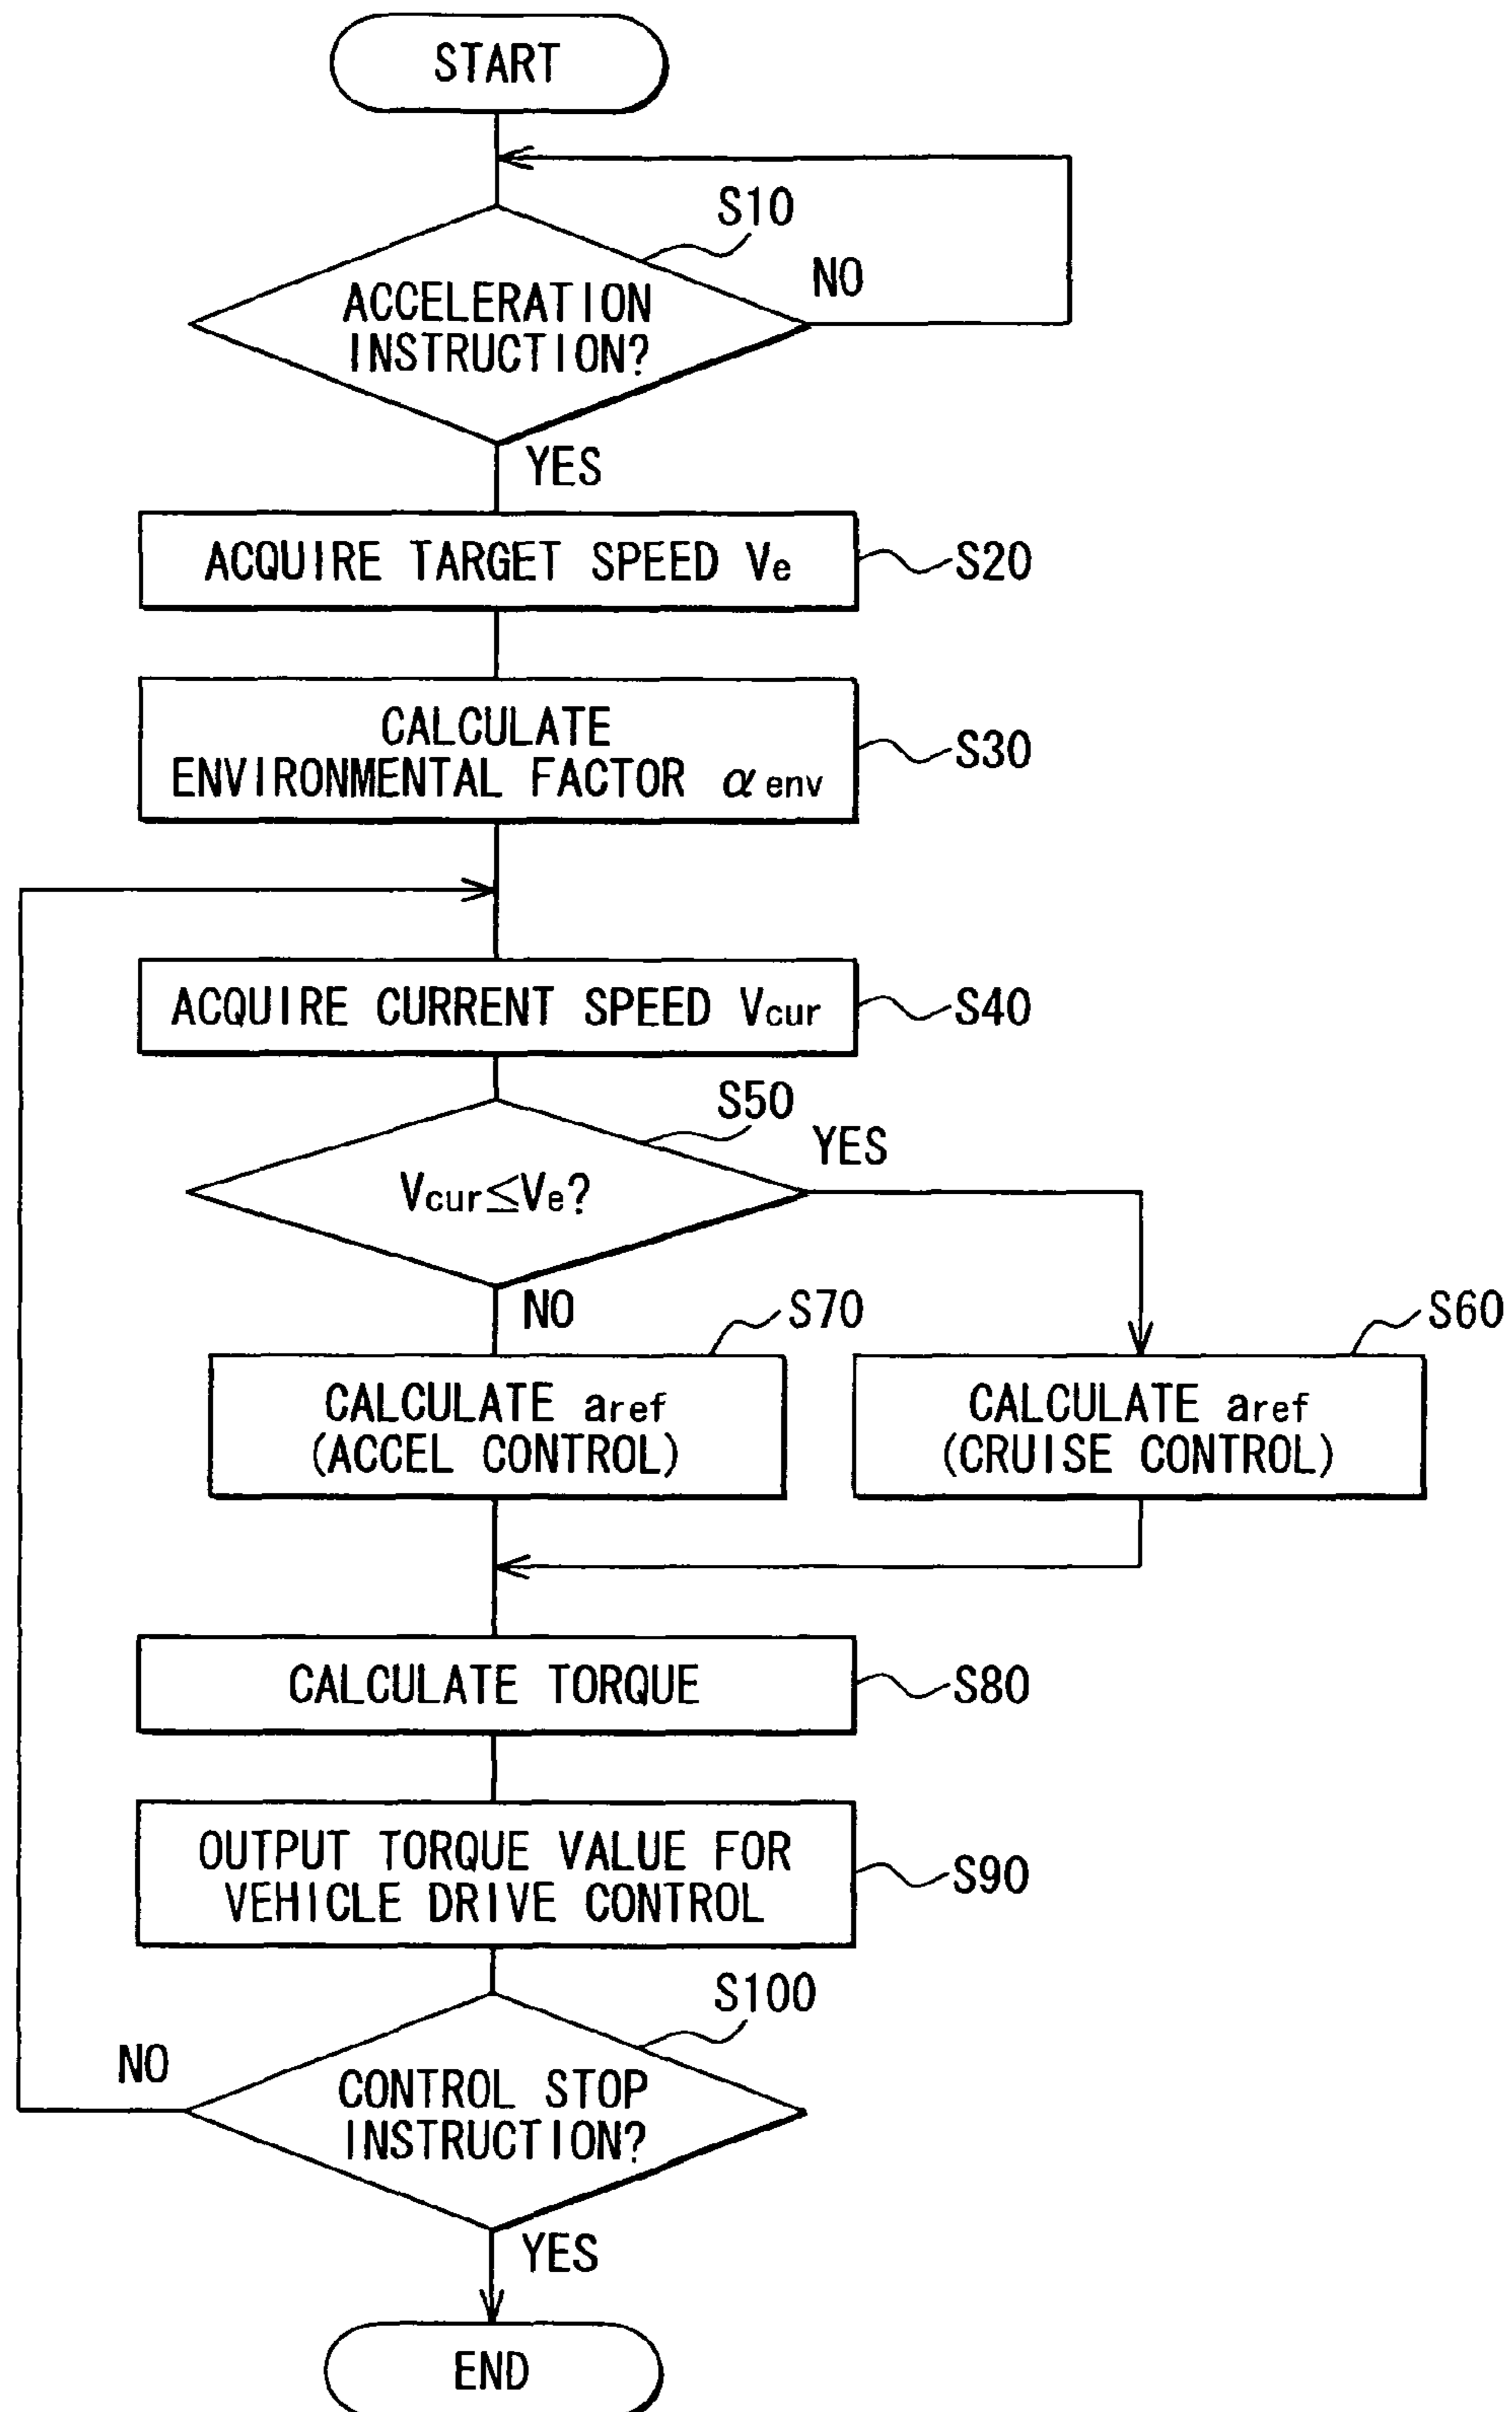 START
S10
NO
ACCELERATION
INSTRUCTION?
YES
ACQUIRE TARGET SPEED Ve
S20
CALCULATE
ENVIRONMENTAL FACTOR αenv
S30
ACQUIRE CURRENT SPEED Vcur
S40
S50
YES
Vcur≦Ve?
NO
S70
S60
CALCULATE aref
(ACCEL CONTROL)
CALCULATE aref
(CRUISE CONTROL)
CALCULATE TORQUE
S80
OUTPUT TORQUE VALUE FOR
VEHICLE DRIVE CONTROL
S90
S100
NO
CONTROL STOP
INSTRUCTION?
YES
END